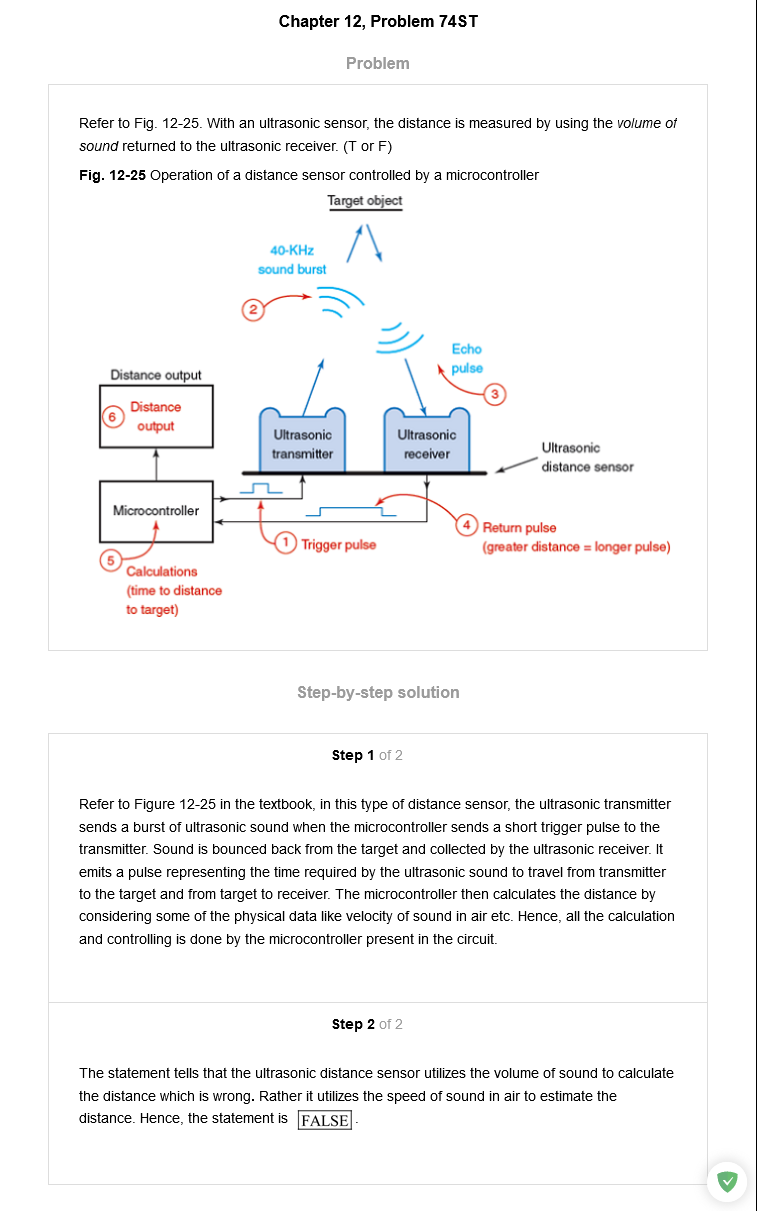 Chapter 12, Problem 74ST
Problem
Refer to Fig. 12-25. With an ultrasonic sensor, the distance is measured by using the volume of
sound returned to the ultrasonic receiver. (T or F)
Fig. 12-25 Operation of a distance sensor controlled by a microcontroller
Target object
40-KHz
sound burst
2
Echo
pulse
3
Distance output
6
Distance
output
Ultrasonic
transmitter
Ultrasonic
receiver
Ultrasonic
distance sensor
Microcontroller
1 Trigger pulse
4 Return pulse
(greater distance = longer pulse)
5
Calculations
(time to distance
to target)
Step-by-step solution
Step 1 of 2
Refer to Figure 12-25 in the textbook, in this type of distance sensor, the ultrasonic transmitter
sends a burst of ultrasonic sound when the microcontroller sends a short trigger pulse to the
transmitter. Sound is bounced back from the target and collected by the ultrasonic receiver. It
emits a pulse representing the time required by the ultrasonic sound to travel from transmitter
to the target and from target to receiver. The microcontroller then calculates the distance by
considering some of the physical data like velocity of sound in air etc. Hence, all the calculation
and controlling is done by the microcontroller present in the circuit.
Step 2 of 2
The statement tells that the ultrasonic distance sensor utilizes the volume of sound to calculate
the distance which is wrong. Rather it utilizes the speed of sound in air to estimate the
distance. Hence, the statement is FALSE.